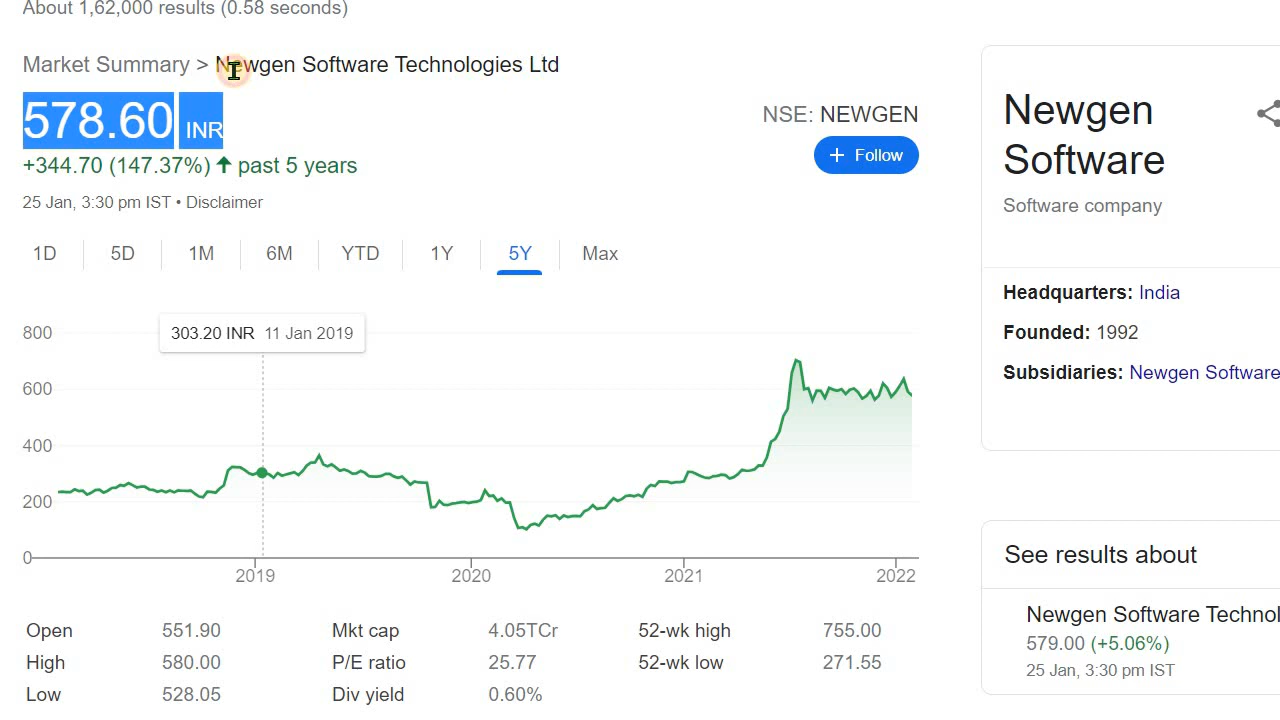 About 1,62,000 results (0.58 seconds)
Market Summary > Newgen Software Technologies Ltd
578.60 INR
+344.70 (147.37%) ↑ past 5 years
25 Jan, 3:30 pm IST • Disclaimer
NSE: NEWGEN
+ Follow
1D 5D 1M 6M YTD 1Y 5Y Max
303.20 INR 11 Jan 2019
800
600
400
200
0
2019 2020 2021 2022
Open 551.90 Mkt cap 4.05TCr 52-wk high 755.00
High 580.00 P/E ratio 25.77 52-wk low 271.55
Low 528.05 Div yield 0.60%
Newgen
Software
Software company
Headquarters: India
Founded: 1992
Subsidiaries: Newgen Software
See results about
Newgen Software Technol
579.00 (+5.06%)
25 Jan, 3:30 pm IST